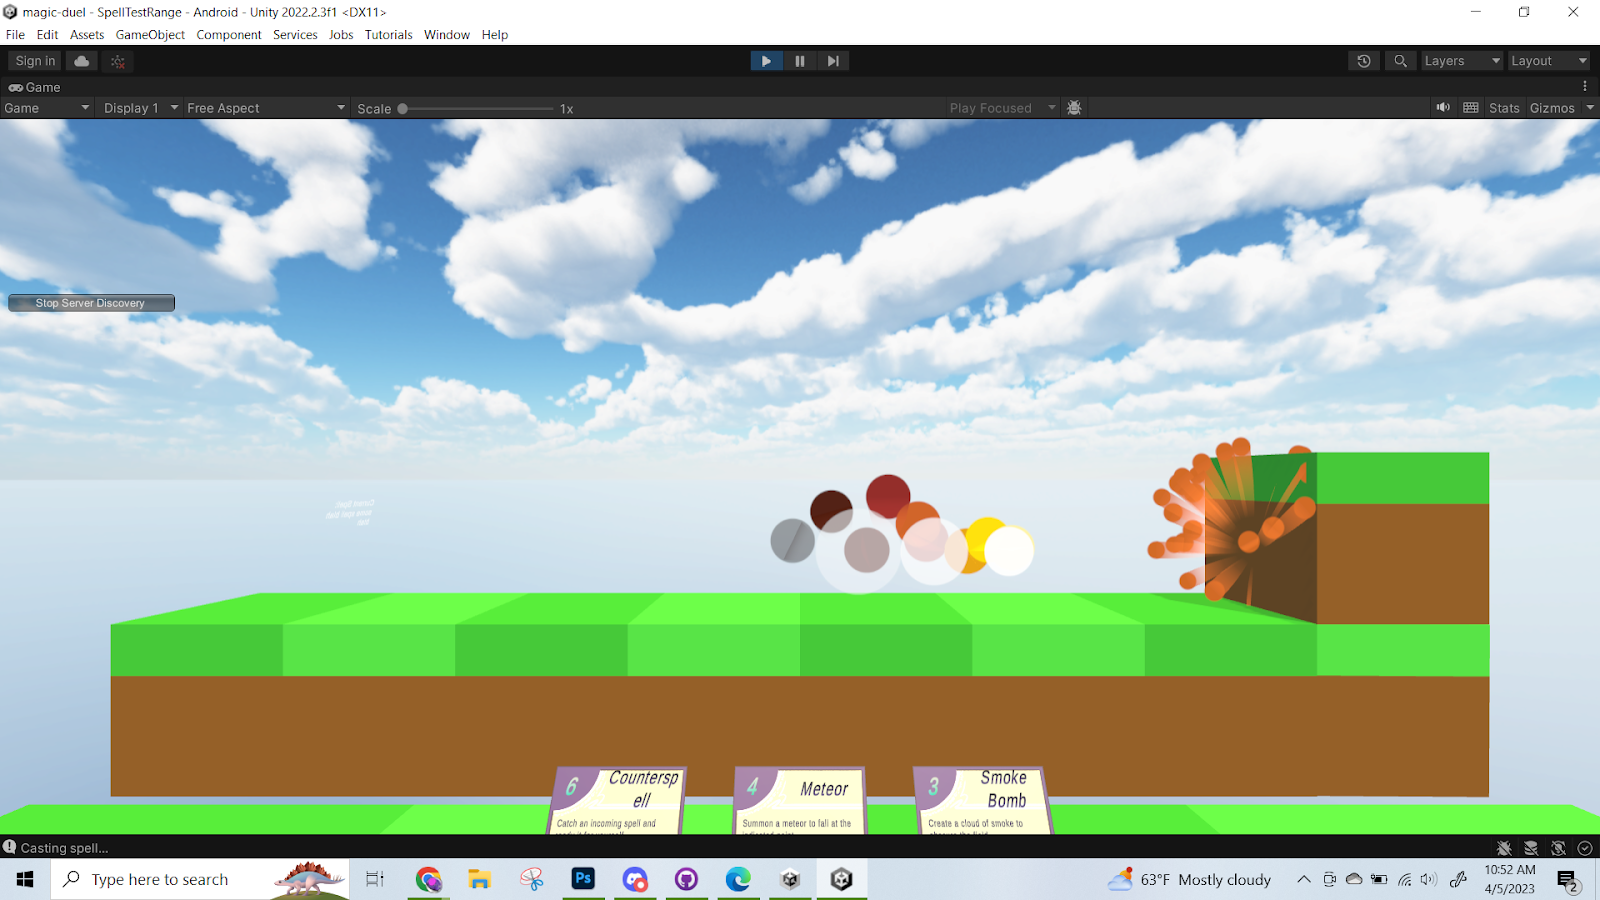 magic-duel - SpellTestRange - Android - Unity 2022.2.3f1 <DX11>
File Edit Assets GameObject Component Services Jobs Tutorials Window Help
Sign in
Layers
Layout
Game
Game
Display 1
Free Aspect
Scale
1x
Play Focused
Stats
Gizmos
Stop Server Discovery
6
Countersp
ell
Catch an incoming spell and
4
Meteor
Summon a meteor to fall at the
3
Smoke
Bomb
Create a cloud of smoke to
Casting spell...
Type here to search
Ps
63°F Mostly cloudy
10:52 AM
4/5/2023
2